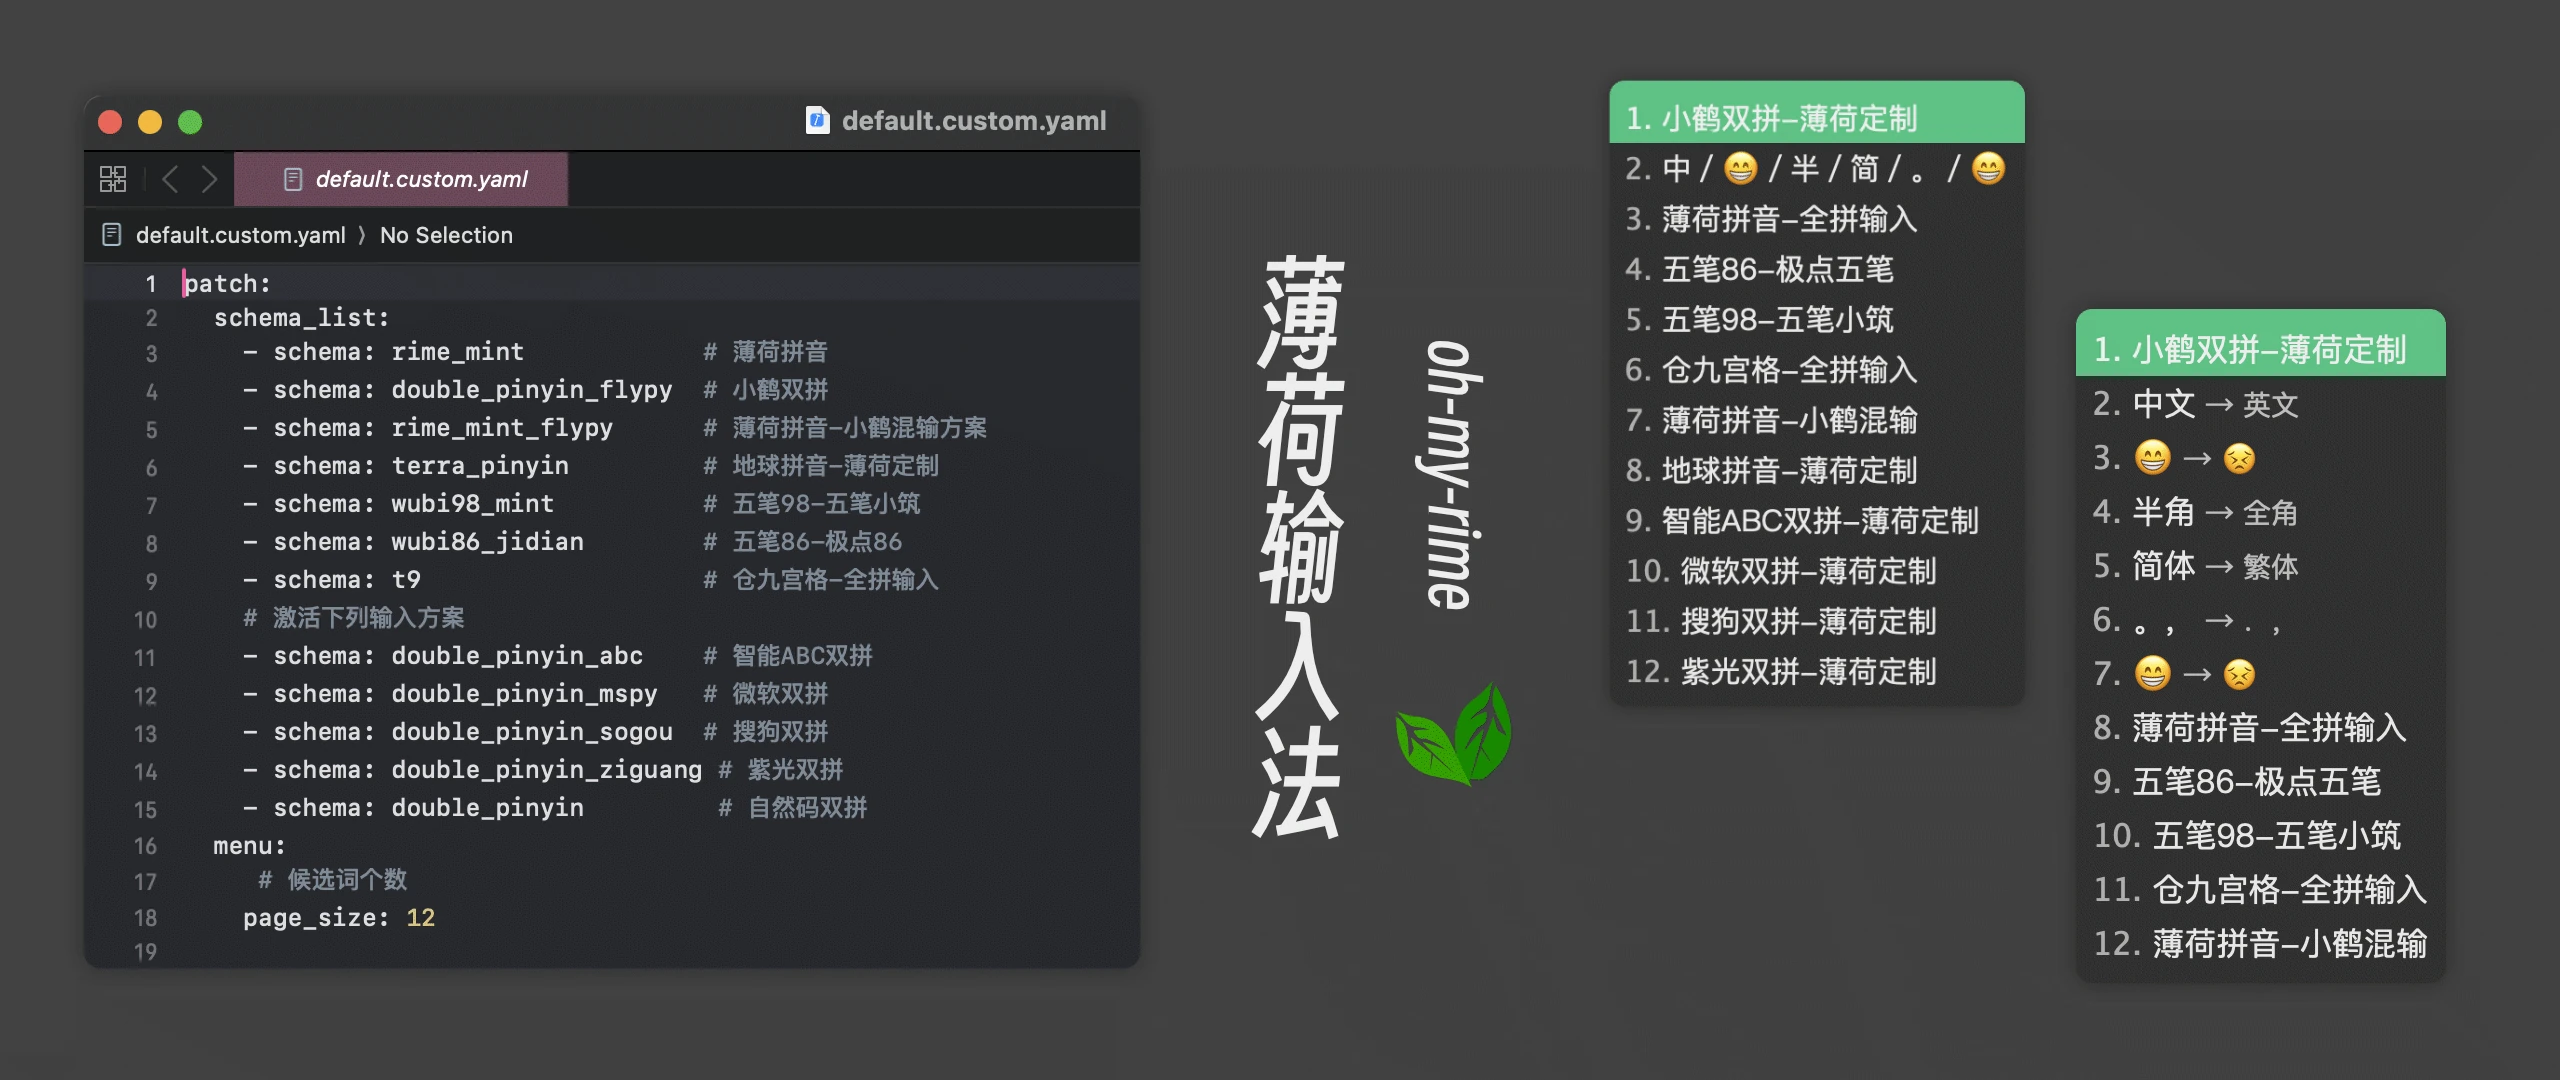 default.custom.yaml
default.custom.yaml
default.custom.yaml 〉 No Selection
1 patch:
2 schema_list:
3 - schema: rime_mint # 薄荷拼音
4 - schema: double_pinyin_flypy # 小鹤双拼
5 - schema: rime_mint_flypy # 薄荷拼音-小鹤混输方案
6 - schema: terra_pinyin # 地球拼音-薄荷定制
7 - schema: wubi98_mint # 五笔98-五笔小筑
8 - schema: wubi86_jidian # 五笔86-极点86
9 - schema: t9 # 仓九宫格-全拼输入
10 # 激活下列输入方案
11 - schema: double_pinyin_abc # 智能ABC双拼
12 - schema: double_pinyin_mspy # 微软双拼
13 - schema: double_pinyin_sogou # 搜狗双拼
14 - schema: double_pinyin_ziguang # 紫光双拼
15 - schema: double_pinyin # 自然码双拼
16 menu:
17 # 候选词个数
18 page_size: 12
19
薄荷输入法
oh-my-rime
1. 小鹤双拼-薄荷定制
2. 中 / 😁 / 半 / 简 / 。 / 😁
3. 薄荷拼音-全拼输入
4. 五笔86-极点五笔
5. 五笔98-五笔小筑
6. 仓九宫格-全拼输入
7. 薄荷拼音-小鹤混输
8. 地球拼音-薄荷定制
9. 智能ABC双拼-薄荷定制
10. 微软双拼-薄荷定制
11. 搜狗双拼-薄荷定制
12. 紫光双拼-薄荷定制
1. 小鹤双拼-薄荷定制
2. 中文 → 英文
3. 😁 → 😣
4. 半角 → 全角
5. 简体 → 繁体
6. 。， → . ,
7. 😁 → 😣
8. 薄荷拼音-全拼输入
9. 五笔86-极点五笔
10. 五笔98-五笔小筑
11. 仓九宫格-全拼输入
12. 薄荷拼音-小鹤混输